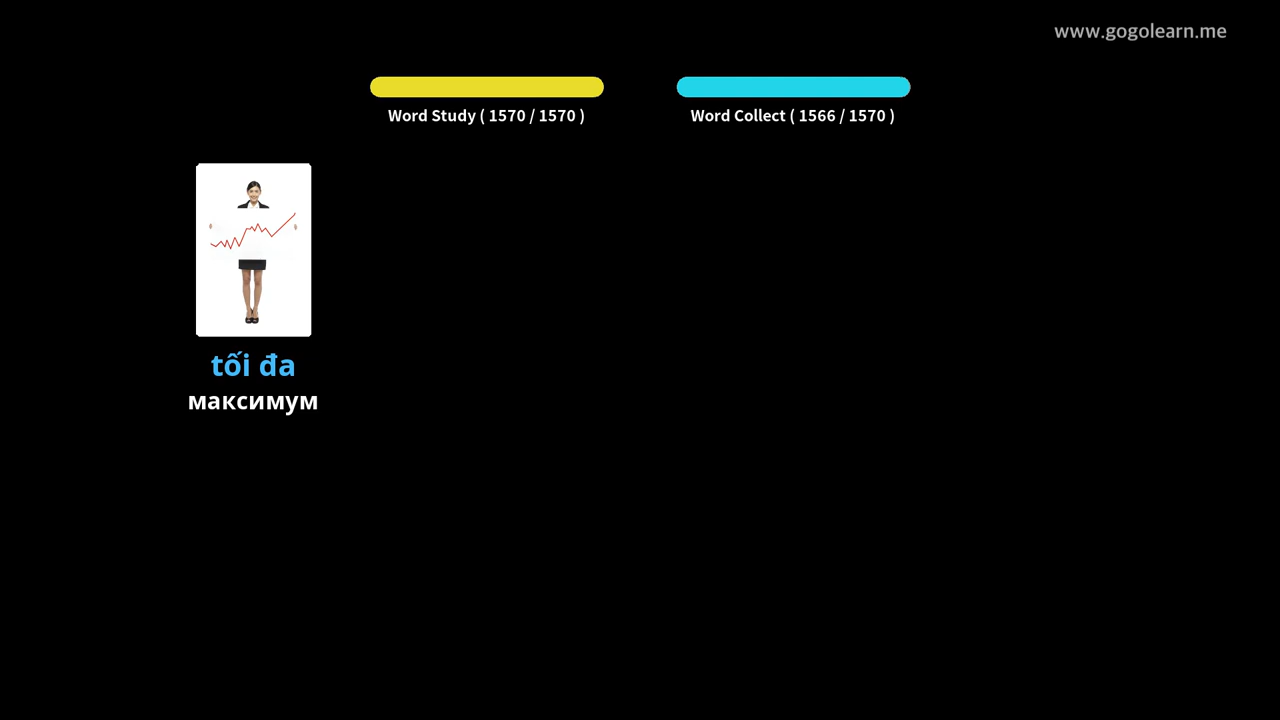 www.gogolearn.me
Word Study ( 1570 / 1570 )
Word Collect ( 1566 / 1570 )
tối đa
максимум